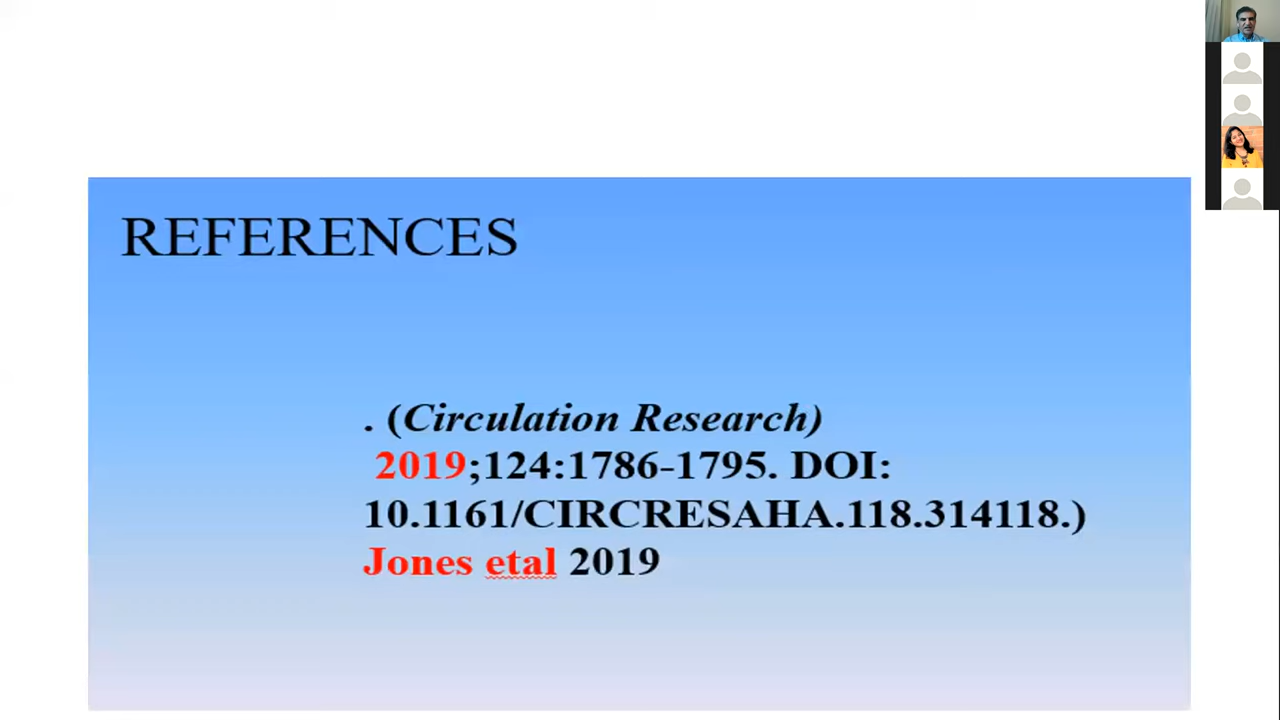 REFERENCES
. (Circulation Research)
2019;124:1786-1795. DOI:
10.1161/CIRCRESAHA.118.314118.)
Jones etal 2019